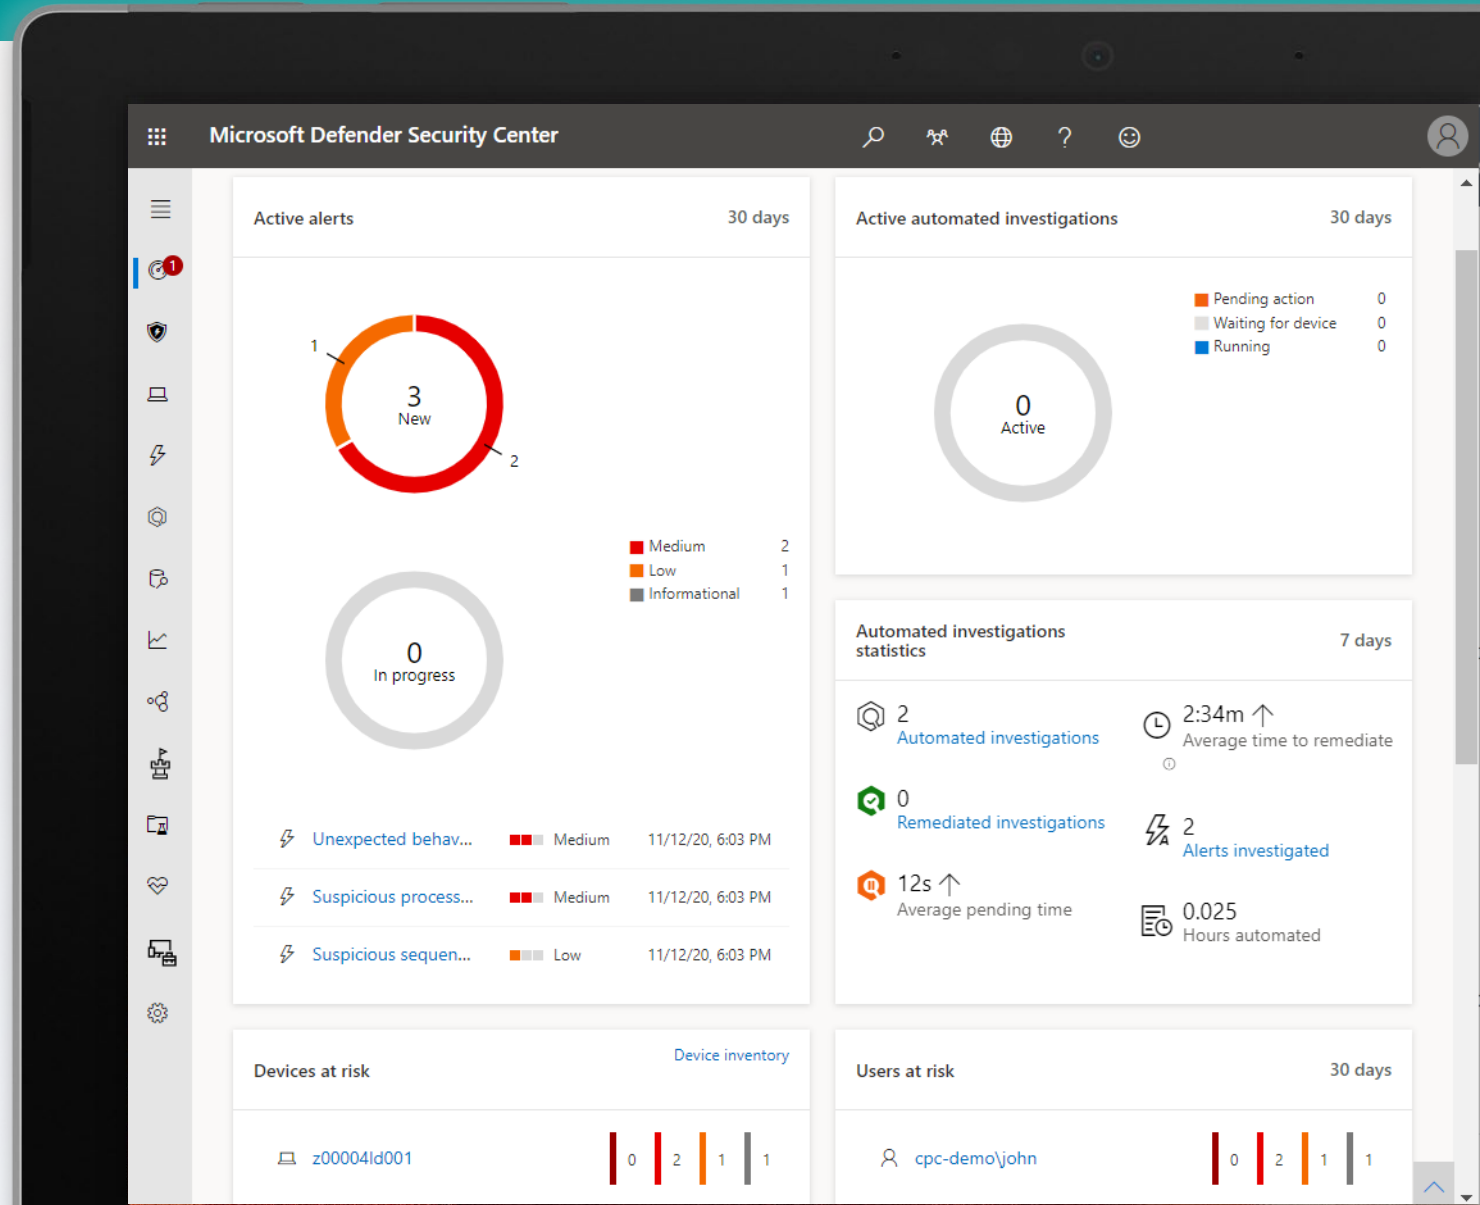 Microsoft Defender Security Center
?
1
Active alerts 30 days
1
3
New
2
Medium 2
Low 1
Informational 1
0
In progress
Unexpected behav... Medium 11/12/20, 6:03 PM
Suspicious process... Medium 11/12/20, 6:03 PM
Suspicious sequen... Low 11/12/20, 6:03 PM
Active automated investigations 30 days
Pending action 0
Waiting for device 0
Running 0
0
Active
Automated investigations
statistics
7 days
2
Automated investigations
2:34m
Average time to remediate
0
Remediated investigations
2
Alerts investigated
12s
Average pending time
0.025
Hours automated
Devices at risk Device inventory
z00004ld001 0 2 1 1
Users at risk 30 days
cpc-demo\john 0 2 1 1